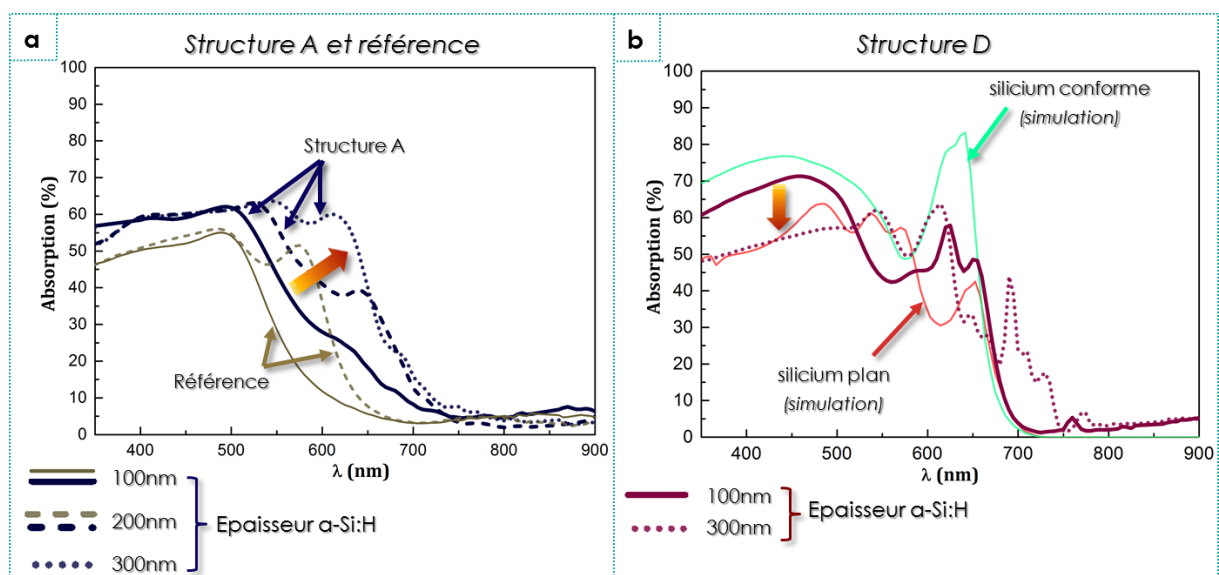 a
Structure A et référence
100
90
80
70
60
50
40
30
20
10
0
Absorption (%)
Structure A
Référence
400 500 600 700 800 900
λ (nm)
100nm
200nm
300nm
Epaisseur a-Si:H
b
Structure D
100
90
80
70
60
50
40
30
20
10
0
Absorption (%)
silicium conforme
(simulation)
silicium plan
(simulation)
400 500 600 700 800 900
λ (nm)
100nm
300nm
Epaisseur a-Si:H